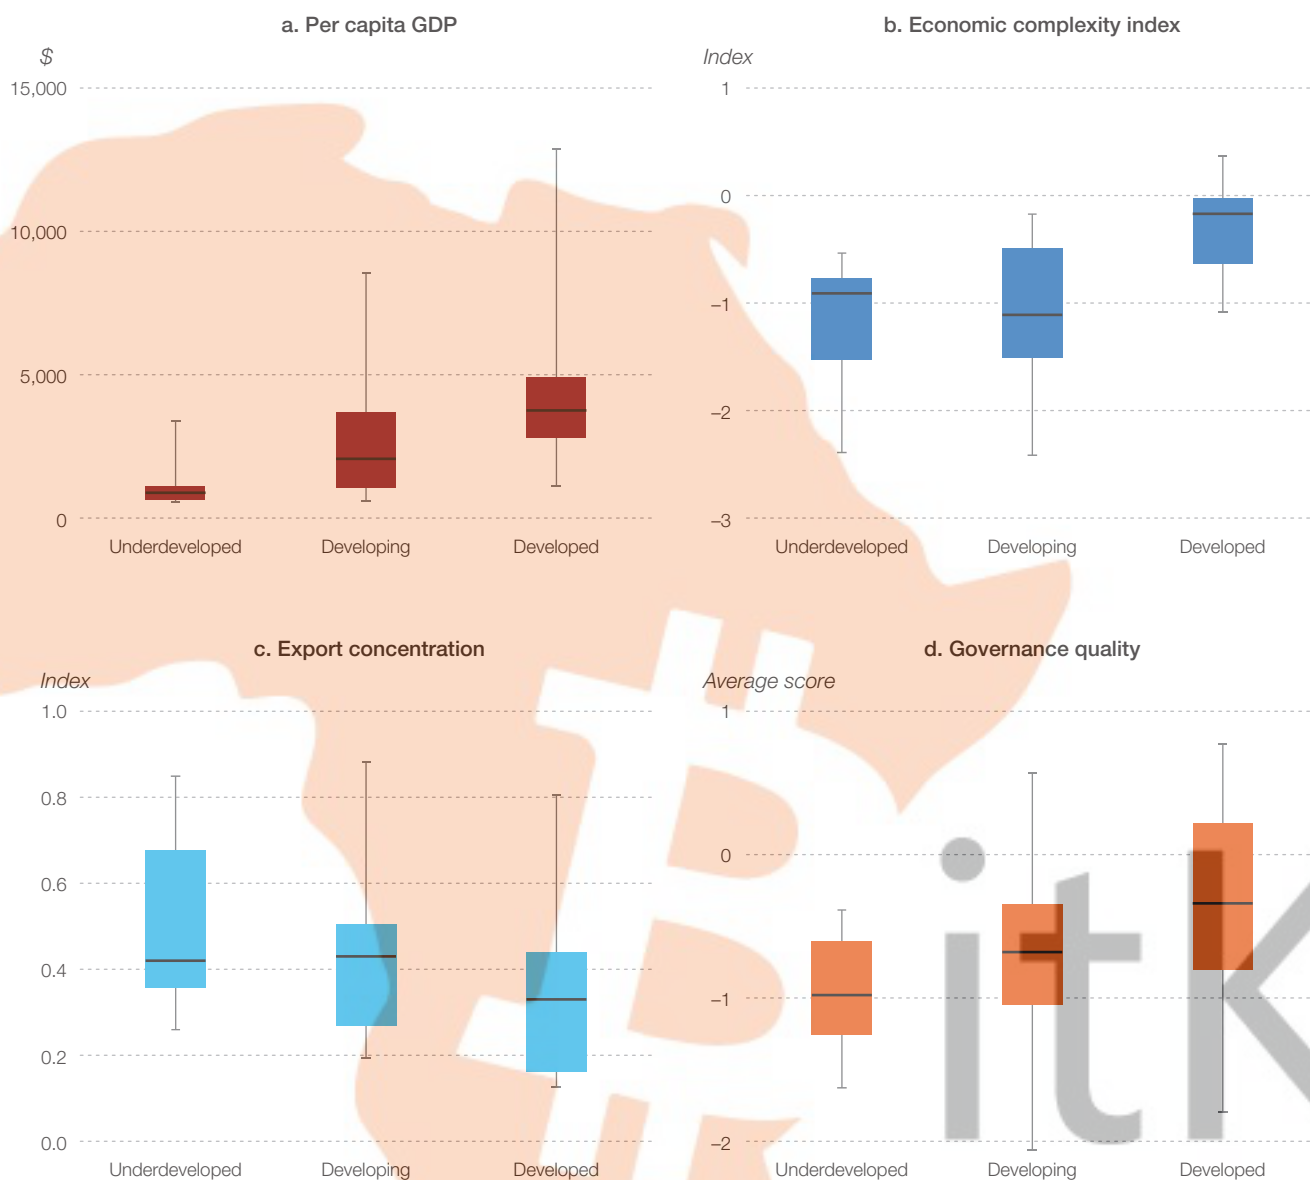 a. Per capita GDP
$
15,000
10,000
5,000
0
Underdeveloped Developing Developed
b. Economic complexity index
Index
1
0
–1
–2
–3
Underdeveloped Developing Developed
c. Export concentration
Index
1.0
0.8
0.6
0.4
0.2
0.0
Underdeveloped Developing Developed
d. Governance quality
Average score
1
0
–1
–2
Underdeveloped Developing Developed
itk